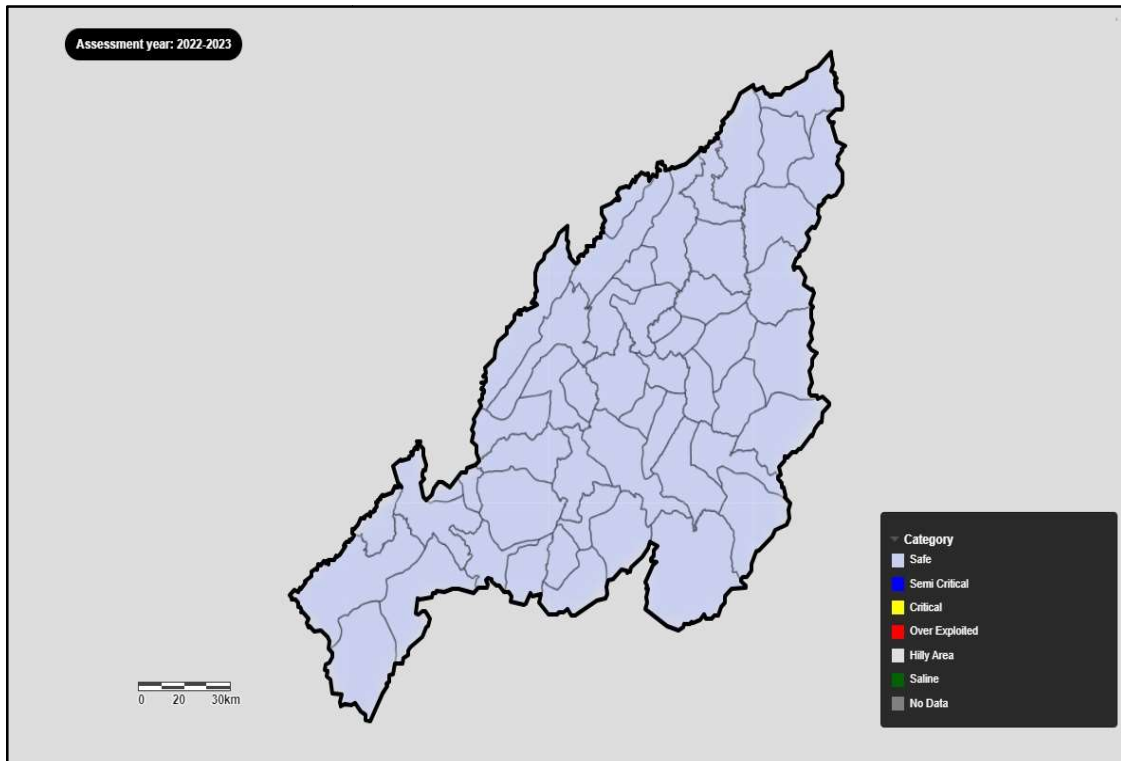 Assessment year: 2022-2023
Category
Safe
Semi Critical
Critical
Over Exploited
Hilly Area
Saline
No Data
0 20 30km